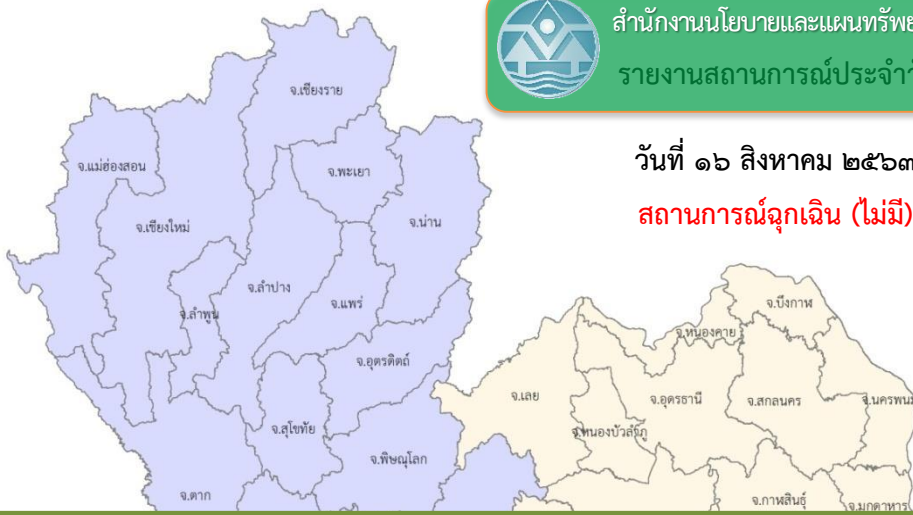 สำนักงานนโยบายและแผนทรัพย
รายงานสถานการณ์ประจำวั
วันที่ ๑๖ สิงหาคม ๒๕๖๓
สถานการณ์ฉุกเฉิน (ไม่มี)
จ.เชียงราย
จ.แม่ฮ่องสอน
จ.พะเยา
จ.เชียงใหม่
จ.น่าน
จ.ลำปาง
จ.แพร่
จ.ลำพูน
จ.บึงกาฬ
จ.หนองคาย
จ.อุตรดิตถ์
จ.เลย
จ.อุดรธานี
จ.สกลนคร
จ.นครพนม
จ.สุโขทัย
จ.หนองบัวลำภู
จ.พิษณุโลก
จ.ตาก
จ.กาฬสินธุ์
จ.มุกดาหาร